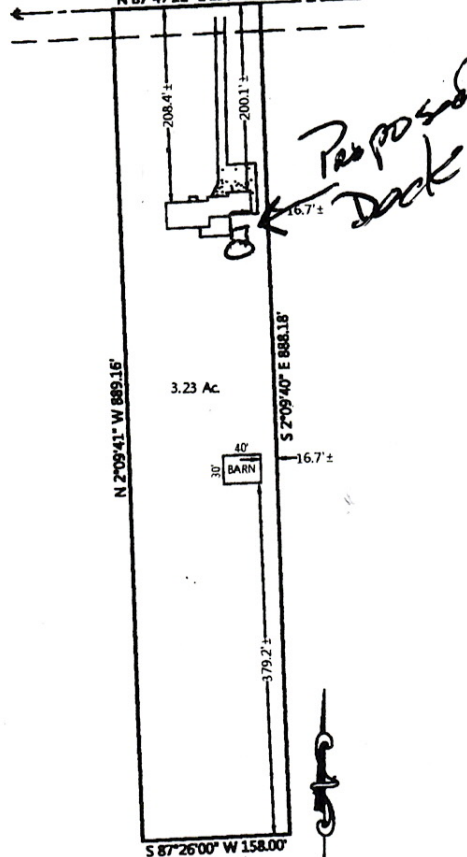 208.4'±
200.1'±
Proposed
Dock
16.7'±
N 2°09'41" W 889.16'
S 2°09'40" E 888.18'
3.23 Ac.
40'
30'
BARN
16.7'±
379.2'±
S 87°26'00" W 158.00'